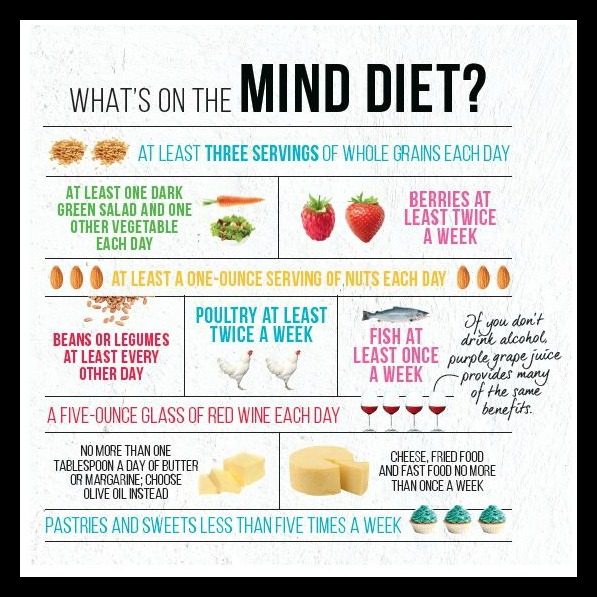 WHAT'S ON THE MIND DIET?
AT LEAST THREE SERVINGS OF WHOLE GRAINS EACH DAY
AT LEAST ONE DARK
GREEN SALAD AND ONE
OTHER VEGETABLE
EACH DAY
BERRIES AT
LEAST TWICE
A WEEK
AT LEAST A ONE-OUNCE SERVING OF NUTS EACH DAY
BEANS OR LEGUMES
AT LEAST EVERY
OTHER DAY
POULTRY AT LEAST
TWICE A WEEK
FISH AT
LEAST ONCE
A WEEK
If you don't
drink alcohol,
purple grape juice
provides many
of the same
benefits.
A FIVE-OUNCE GLASS OF RED WINE EACH DAY
NO MORE THAN ONE
TABLESPOON A DAY OF BUTTER
OR MARGARINE; CHOOSE
OLIVE OIL INSTEAD
CHEESE, FRIED FOOD
AND FAST FOOD NO MORE
THAN ONCE A WEEK
PASTRIES AND SWEETS LESS THAN FIVE TIMES A WEEK